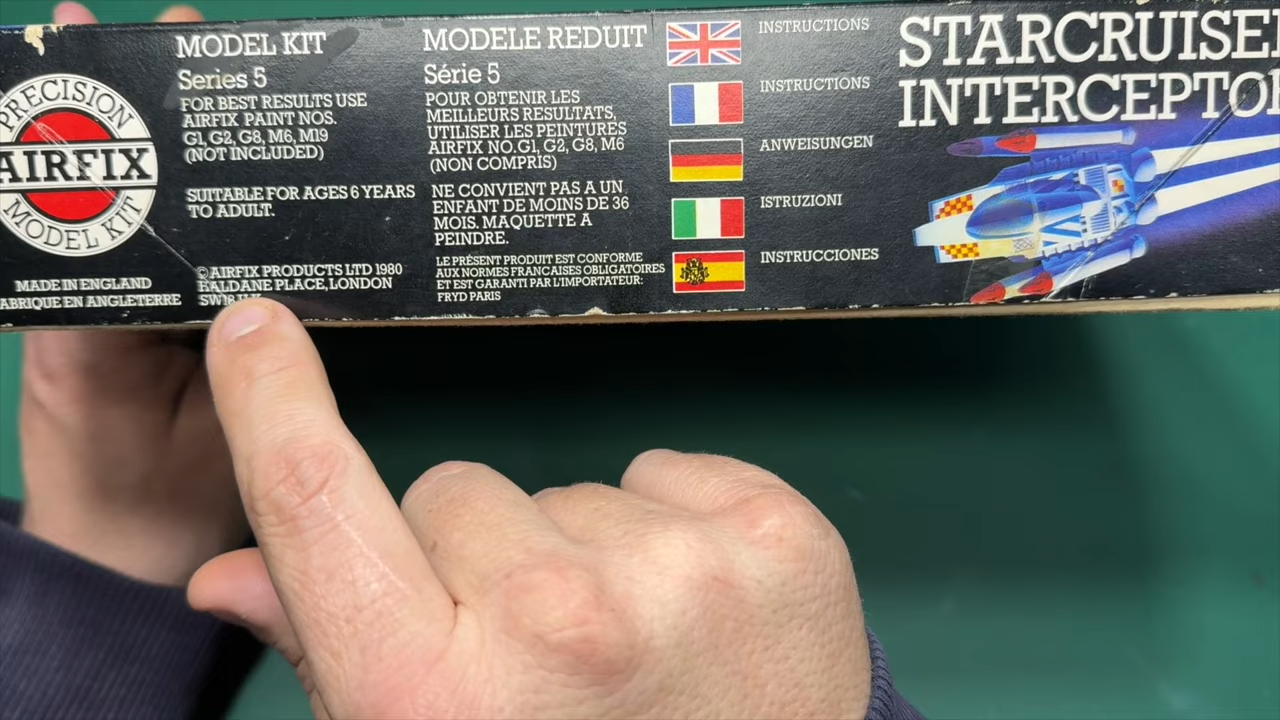 PRECISION
AIRFIX
MODEL KIT
MADE IN ENGLAND
FABRIQUE EN ANGLETERRE
MODEL KIT
Series 5
FOR BEST RESULTS USE
AIRFIX PAINT NOS.
G1, G2, G8, M6, M19
(NOT INCLUDED)
SUITABLE FOR AGES 6 YEARS
TO ADULT.
©AIRFIX PRODUCTS LTD 1980
HALDANE PLACE, LONDON
SW18
MODELE REDUIT
Série 5
POUR OBTENIR LES
MEILLEURS RESULTATS,
UTILISER LES PEINTURES
AIRFIX NO. G1, G2, G8, M6
(NON COMPRIS)
NE CONVIENT PAS A UN
ENFANT DE MOINS DE 36
MOIS. MAQUETTE A
PEINDRE.
LE PRÉSENT PRODUIT EST CONFORME
AUX NORMES FRANCAISES OBLIGATOIRES
ET EST GARANTI PAR L'IMPORTATEUR:
FRYD PARIS
INSTRUCTIONS
INSTRUCTIONS
ANWEISUNGEN
ISTRUZIONI
INSTRUCCIONES
STARCRUISER
INTERCEPTOR